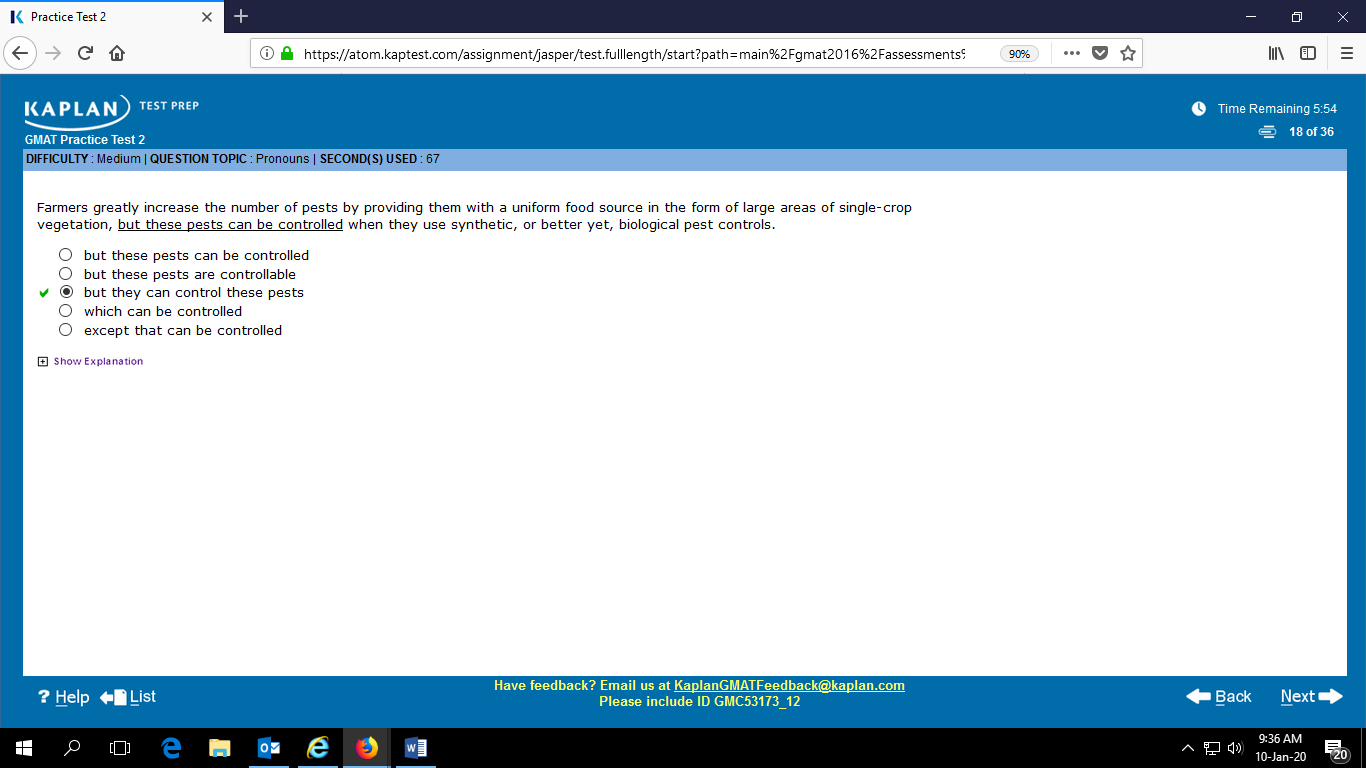 Practice Test 2
https://atom.kaptest.com/assignment/jasper/test.fulllength/start?path=main%2Fgmat2016%2Fassessments%
90%
KAPLAN TEST PREP
Time Remaining 5:54
GMAT Practice Test 2
18 of 36
DIFFICULTY : Medium | QUESTION TOPIC : Pronouns | SECOND(S) USED : 67
Farmers greatly increase the number of pests by providing them with a uniform food source in the form of large areas of single-crop
vegetation, but these pests can be controlled when they use synthetic, or better yet, biological pest controls.
but these pests can be controlled
but these pests are controllable
but they can control these pests
which can be controlled
except that can be controlled
Show Explanation
Have feedback? Email us at KaplanGMATFeedback@kaplan.com
Please include ID GMC53173_12
? Help
List
Back
Next
9:36 AM
10-Jan-20
20